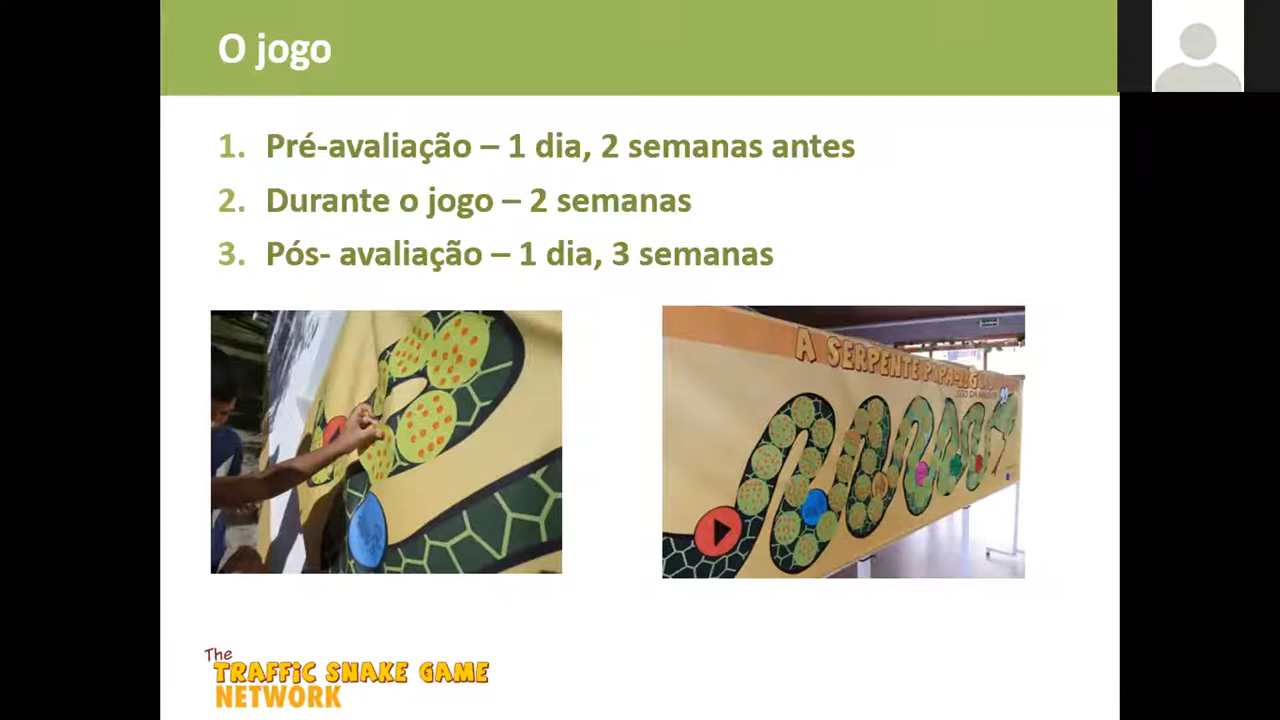 O jogo
1. Pré-avaliação – 1 dia, 2 semanas antes
2. Durante o jogo – 2 semanas
3. Pós- avaliação – 1 dia, 3 semanas
A SERPENTE
The
TRAFFIC SNAKE GAME
NETWORK